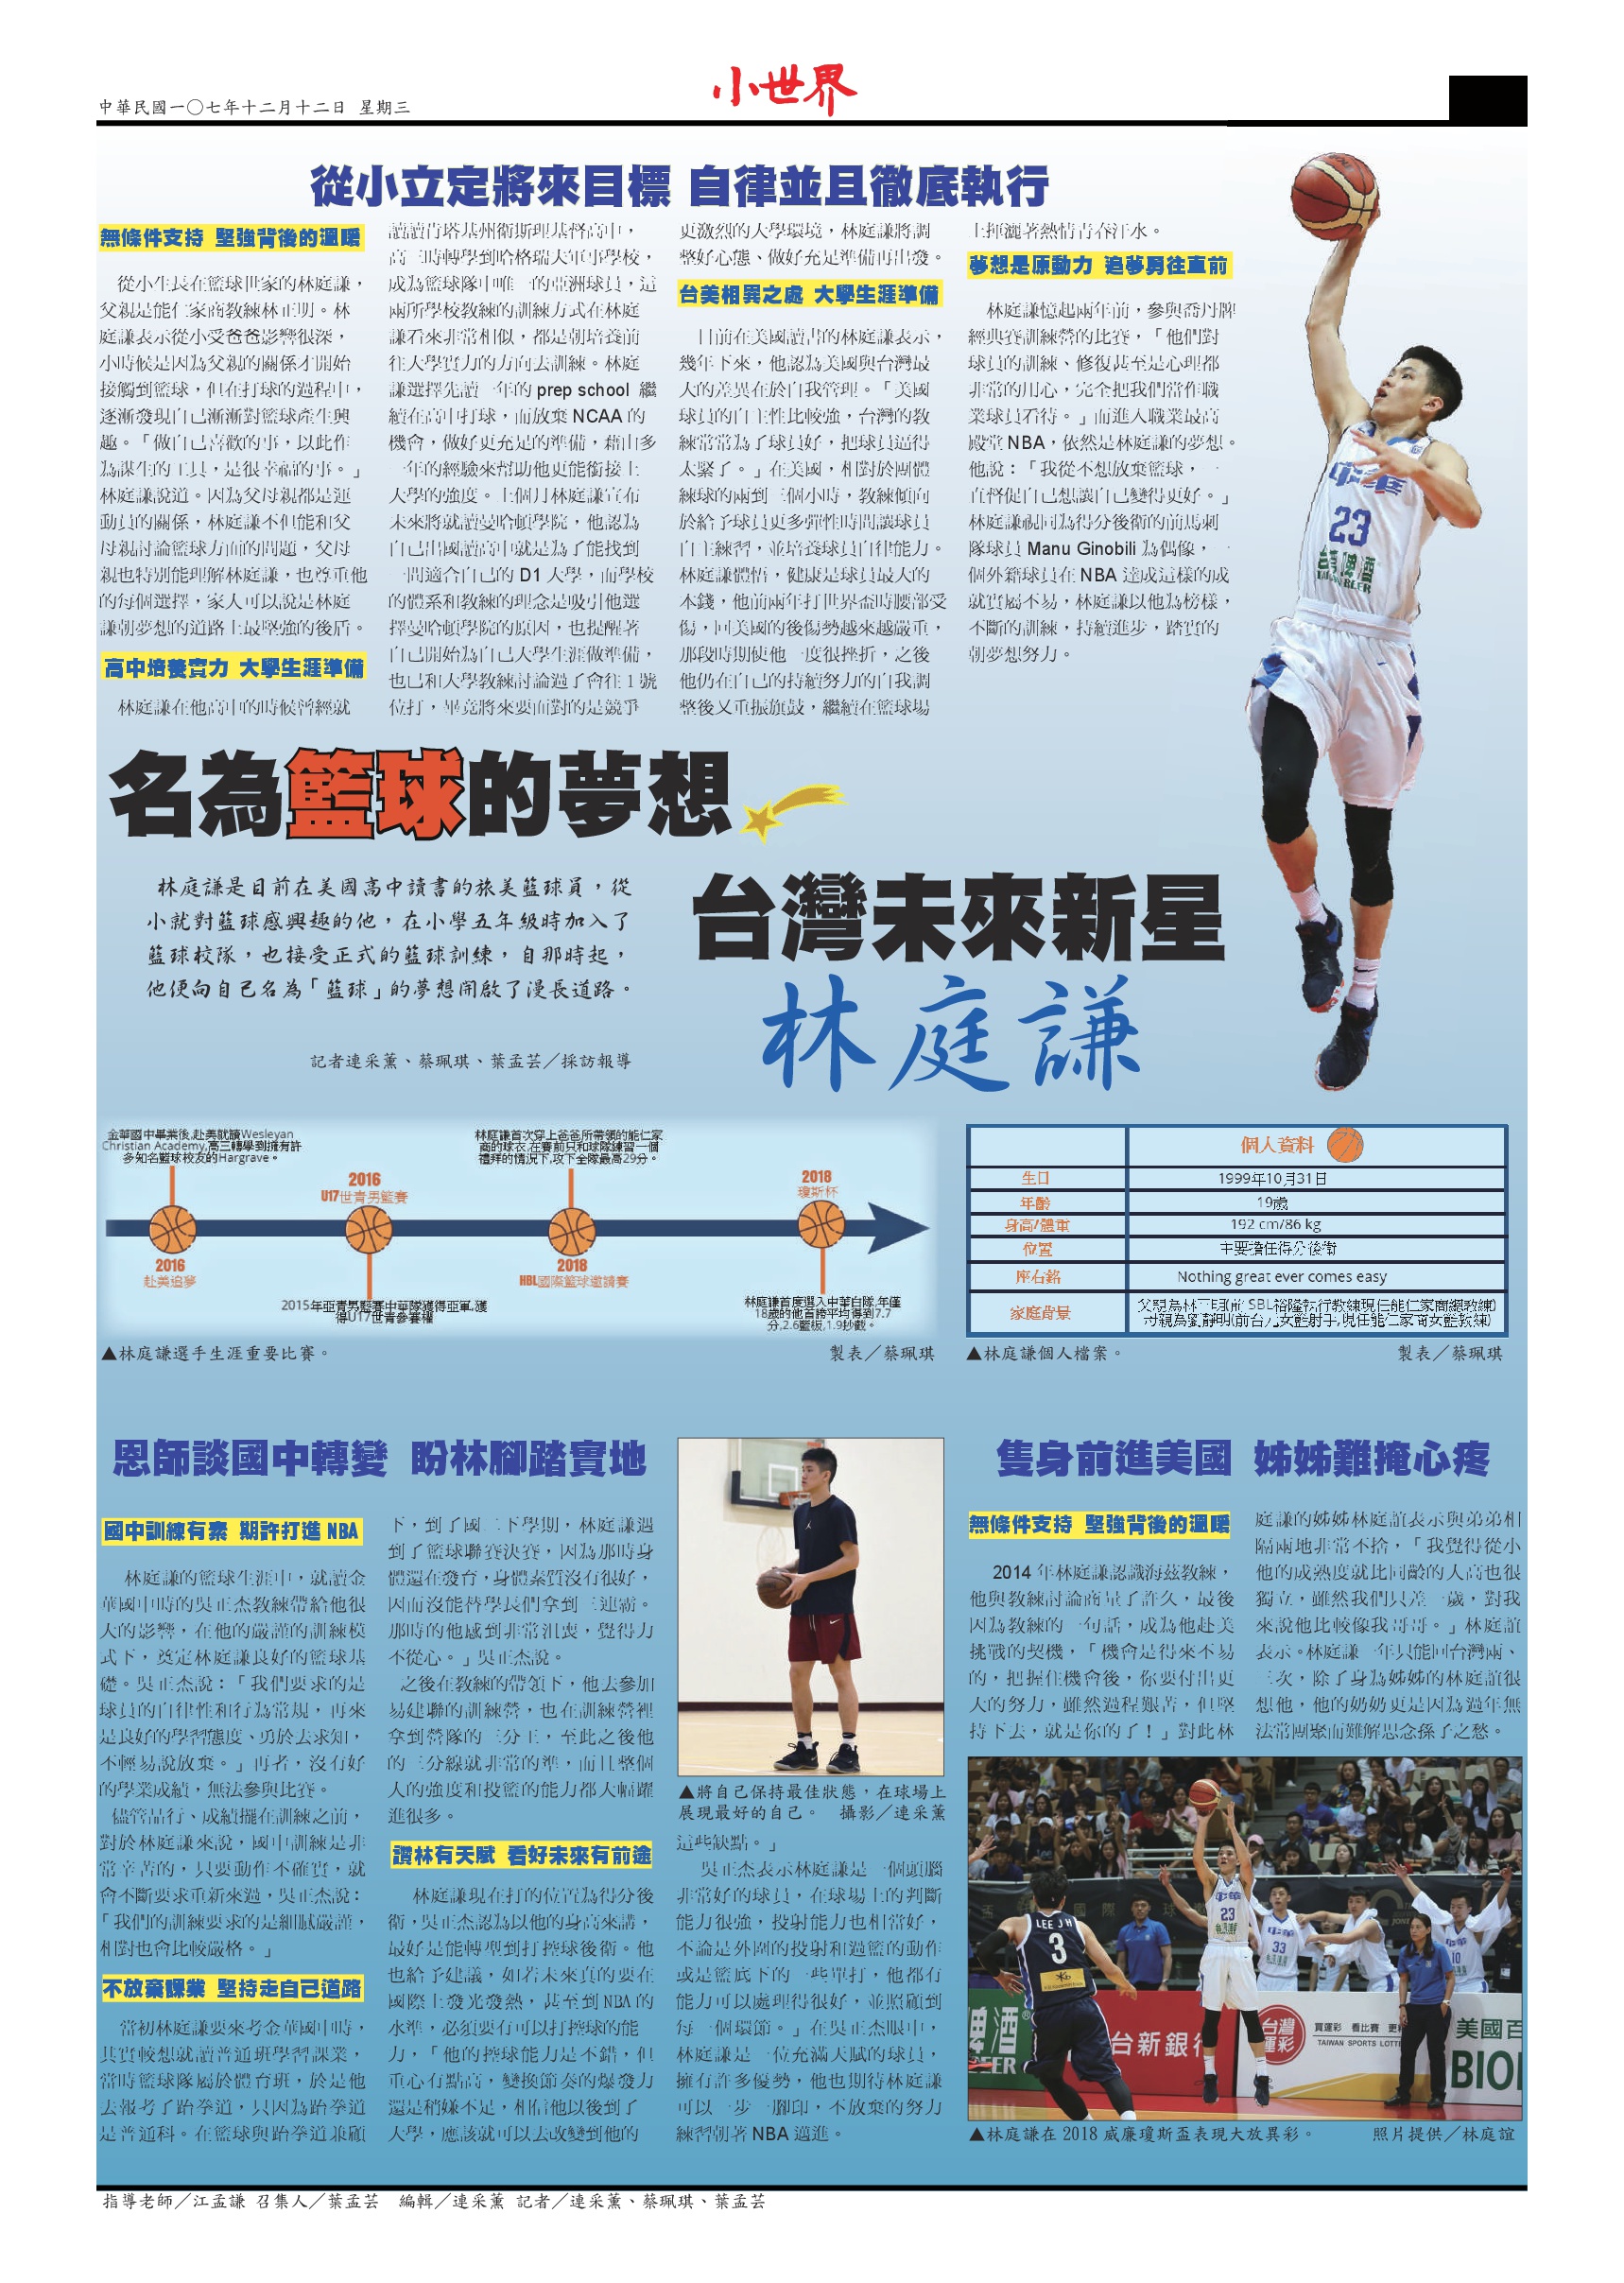 中華民國一〇七年十二月十二日 星期三
小世界
從小立定將來目標 自律並且徹底執行
無條件支持 堅強背後的溫暖
從小生長在籃球世家的林庭謙，
父親是能仁家商教練林正明。林
庭謙表示從小受爸爸影響很深，
小時候是因為父親的關係才開始
接觸到籃球，但在打球的過程中，
逐漸發現自己漸漸對籃球產生興
趣。「做自己喜歡的事，以此作
為謀生的工具，是很幸福的事。」
林庭謙說道。因為父母親都是運
動員的關係，林庭謙不但能和父
母親討論籃球方面的問題，父母
親也特別能理解林庭謙，也尊重他
的每個選擇，家人可以說是林庭
謙朝夢想的道路上最堅強的後盾。
高中培養實力 大學生涯準備
林庭謙在他高中的時候曾經就
讀讀肯塔基州衛斯理基督高中，
高三時轉學到哈格瑞夫軍事學校，
成為籃球隊中唯一的亞洲球員，這
兩所學校教練的訓練方式在林庭
謙看來非常相似，都是朝培養前
往大學實力的方向去訓練。林庭
謙選擇先讀一年的 prep school 繼
續在高中打球，而放棄 NCAA 的
機會，做好更充足的準備，藉由多
一年的經驗來幫助他更能銜接上
大學的強度。上個月林庭謙宣布
未來將就讀曼哈頓學院，他認為
自己出國讀高中就是為了能找到
一間適合自己的 D1 大學，而學校
的體系和教練的理念是吸引他選
擇曼哈頓學院的原因，也提醒著
自己開始為自己大學生涯做準備，
也已和大學教練討論過了會往 1 號
位打，畢竟將來要面對的是競爭
更激烈的大學環境，林庭謙將調
整好心態、做好充足準備再出發。
台美相異之處 大學生涯準備
目前在美國讀書的林庭謙表示，
幾年下來，他認為美國與台灣最
大的差異在於自我管理。「美國
球員的自主性比較強，台灣的教
練常常為了球員好，把球員逼得
太緊了。」在美國，相對於團體
練球的兩到三個小時，教練傾向
於給予球員更多彈性時間讓球員
自主練習，並培養球員自律能力。
林庭謙體悟，健康是球員最大的
本錢，他前兩年打世界盃時腰部受
傷，回美國的後傷勢越來越嚴重，
那段時期使他一度很挫折，之後
他仍在自己的持續努力的自我調
整後又重振旗鼓，繼續在籃球場
上揮灑著熱情青春汗水。
夢想是原動力 追夢勇往直前
林庭謙憶起兩年前，參與喬丹牌
經典賽訓練營的比賽，「他們對
球員的訓練、修復甚至是心理都
非常的用心，完全把我們當作職
業球員看待。」而進入職業最高
殿堂 NBA，依然是林庭謙的夢想。
他說：「我從不想放棄籃球，一
直督促自己想讓自己變得更好。」
林庭謙視同為得分後衛的前馬刺
隊球員 Manu Ginobili 為偶像，一
個外籍球員在 NBA 達成這樣的成
就實屬不易，林庭謙以他為榜樣，
不斷的訓練，持續進步，踏實的
朝夢想努力。
中華
23
台灣啤酒
名為籃球的夢想
台灣未來新星
林庭謙
林庭謙是目前在美國高中讀書的旅美籃球員，從
小就對籃球感興趣的他，在小學五年級時加入了
籃球校隊，也接受正式的籃球訓練，自那時起，
他便向自己名為「籃球」的夢想開啟了漫長道路。
記者連采薰、蔡珮琪、葉孟芸／採訪報導
金華國中畢業後,赴美就讀Wesleyan
Christian Academy,高三轉學到擁有許
多知名籃球校友的Hargrave。
2016
赴美追夢
2016
U17世青男籃賽
2015年亞青男籃賽中華隊獲得亞軍,獲
得U17世青參賽權
林庭謙首次穿上爸爸所帶領的能仁家
商的球衣,在賽前只和球隊練習一個
禮拜的情況下,攻下全隊最高29分。
2018
HBL國際籃球邀請賽
2018
瓊斯杯
林庭謙首度選入中華白隊,年僅
18歲的他首將平均得到7.7
分,2.6籃板,1.9抄截。
▲林庭謙選手生涯重要比賽。 製表／蔡珮琪
個人資料
生日 1999年10月31日
年齡 19歲
身高/體重 192 cm/86 kg
位置 主要擔任得分後衛
座右銘 Nothing great ever comes easy
家庭背景 父親為林正明(前SBL裕隆執行教練現任能仁家商總教練)
母親為劉靜明(前台元女籃射手,現任能仁家商女籃教練)
▲林庭謙個人檔案。 製表／蔡珮琪
恩師談國中轉變 盼林腳踏實地
國中訓練有素 期許打進 NBA
林庭謙的籃球生涯中，就讀金
華國中時的吳正杰教練帶給他很
大的影響，在他的嚴謹的訓練模
式下，奠定林庭謙良好的籃球基
礎。吳正杰說：「我們要求的是
球員的自律性和行為常規，再來
是良好的學習態度、勇於去求知，
不輕易說放棄。」再者，沒有好
的學業成績，無法參與比賽。
儘管品行、成績擺在訓練之前，
對於林庭謙來說，國中訓練是非
常辛苦的，只要動作不確實，就
會不斷要求重新來過，吳正杰說：
「我們的訓練要求的是細膩嚴謹，
相對也會比較嚴格。」
不放棄課業 堅持走自己道路
當初林庭謙要來考金華國中時，
其實較想就讀普通班學習課業，
當時籃球隊屬於體育班，於是他
去報考了跆拳道，只因為跆拳道
是普通科。在籃球與跆拳道兼顧
下，到了國二下學期，林庭謙遇
到了籃球聯賽決賽，因為那時身
體還在發育，身體素質沒有很好，
因而沒能替學長們拿到三連霸。
那時的他感到非常沮喪，覺得力
不從心。」吳正杰說。
之後在教練的帶領下，他去參加
易建聯的訓練營，也在訓練營裡
拿到營隊的三分王，至此之後他
的三分線就非常的準，而且整個
人的強度和投籃的能力都大幅躍
進很多。
讚林有天賦 看好未來有前途
林庭謙現在打的位置為得分後
衛，吳正杰認為以他的身高來講，
最好是能轉型到打控球後衛。他
也給予建議，如若未來真的要在
國際上發光發熱，甚至到 NBA 的
水準，必須要有可以打控球的能
力，「他的控球能力是不錯，但
重心有點高，變換節奏的爆發力
還是稍嫌不足，相信他以後到了
大學，應該就可以去改變到他的
▲將自己保持最佳狀態，在球場上
展現最好的自己。 攝影／連采薰
這些缺點。」
吳正杰表示林庭謙是一個頭腦
非常好的球員，在球場上的判斷
能力很強，投射能力也相當好，
不論是外圍的投射和過籃的動作
或是籃底下的一些單打，他都有
能力可以處理得很好，並照顧到
每一個環節。」在吳正杰眼中，
林庭謙是一位充滿天賦的球員，
擁有許多優勢，他也期待林庭謙
可以一步一腳印，不放棄的努力
練習朝著 NBA 邁進。
隻身前進美國 姊姊難掩心疼
無條件支持 堅強背後的溫暖
2014 年林庭謙認識海茲教練，
他與教練討論商量了許久，最後
因為教練的一句話，成為他赴美
挑戰的契機，「機會是得來不易
的，把握住機會後，你要付出更
大的努力，雖然過程艱苦，但堅
持下去，就是你的了！」對此林
庭謙的姊姊林庭誼表示與弟弟相
隔兩地非常不捨，「我覺得從小
他的成熟度就比同齡的人高也很
獨立，雖然我們只差一歲，對我
來說他比較像我哥哥。」林庭誼
表示。林庭謙一年只能回台灣兩、
三次，除了身為姊姊的林庭誼很
想他，他的奶奶更是因為過年無
法常團聚而難解思念孫子之愁。
LEE J H
3
中華
23
中華
33
10
啤酒
BEER
台新銀行
台灣
運彩
買運彩 看比賽
TAIWAN SPORTS LOTT
美國百
BIO
▲林庭謙在 2018 威廉瓊斯盃表現大放異彩。 照片提供／林庭誼
指導老師／江孟謙 召集人／葉孟芸 編輯／連采薰 記者／連采薰、蔡珮琪、葉孟芸